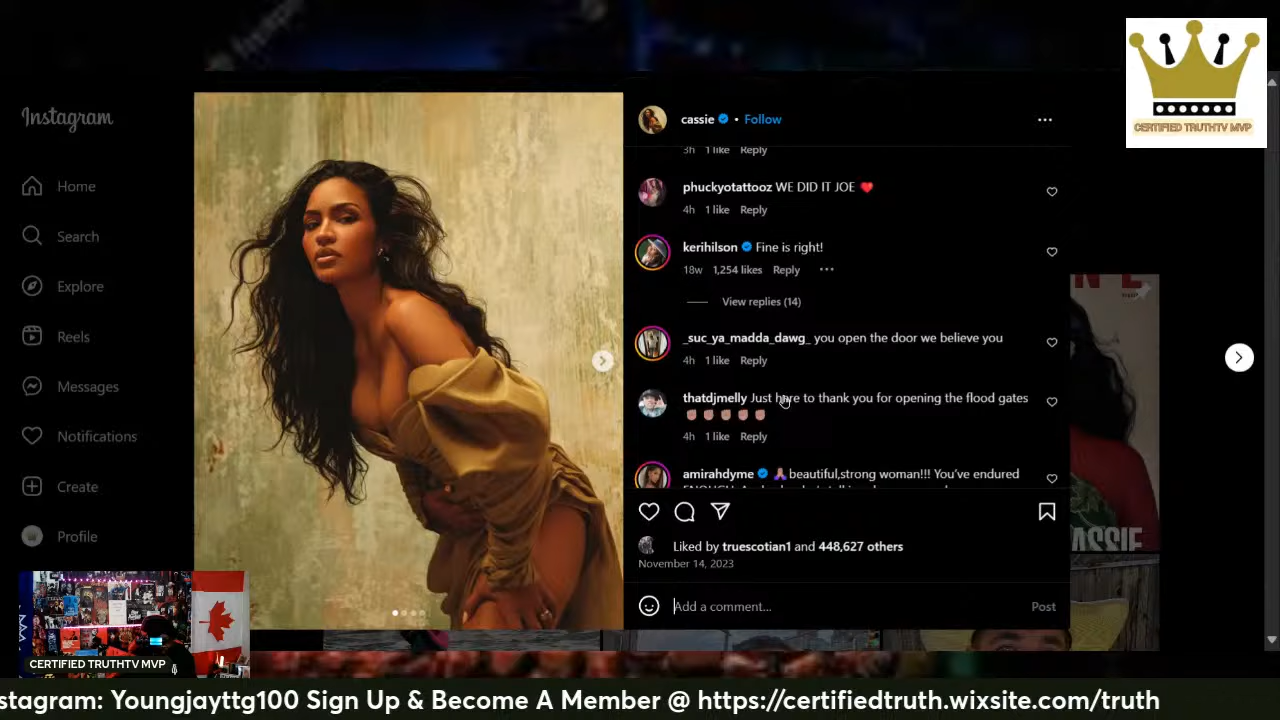 Instagram
Home
Search
Explore
Reels
Messages
Notifications
Create
Profile
cassie • Follow
3h 1 like Reply
phuckyotattooz WE DID IT JOE ❤️
4h 1 like Reply
kerihilson Fine is right!
18w 1,254 likes Reply
View replies (14)
_suc_ya_madda_dawg_ you open the door we believe you
4h 1 like Reply
thatdjmelly Just here to thank you for opening the flood gates
✊🏽✊🏽✊🏽✊🏽✊🏽
4h 1 like Reply
amirahdyme 🙏🏽beautiful,strong woman!!! You've endured
Liked by truescotian1 and 448,627 others
November 14, 2023
Add a comment...
Post
CERTIFIED TRUTHTV MVP
ASSIE
CERTIFIED TRUTHTV MVP
stagram: Youngjayttg100 Sign Up & Become A Member @ https://certifiedtruth.wixsite.com/truth